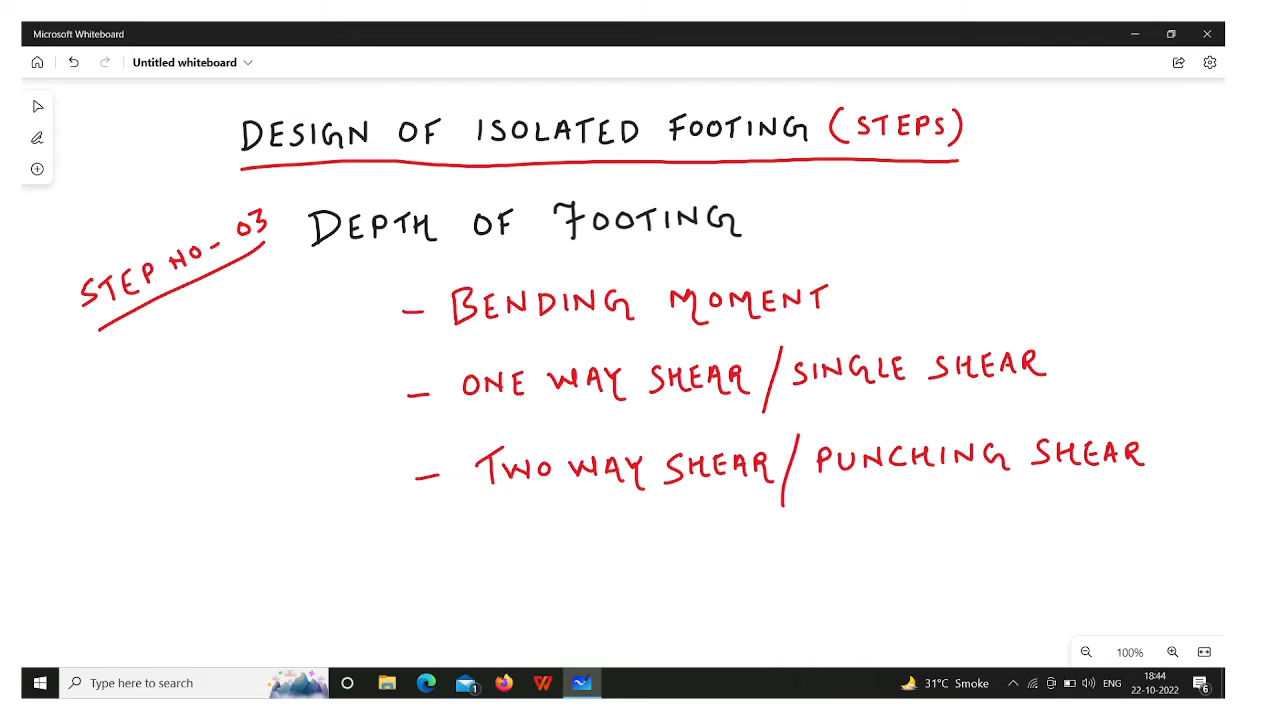 Microsoft Whiteboard
Untitled whiteboard
DESIGN OF ISOLATED FOOTING (STEPS)
STEP NO - 03
DEPTH OF FOOTING
- BENDING MOMENT
- ONE WAY SHEAR / SINGLE SHEAR
- TWO WAY SHEAR / PUNCHING SHEAR
100%
Type here to search
1
W
31°C Smoke
ENG
18:44
22-10-2022
6